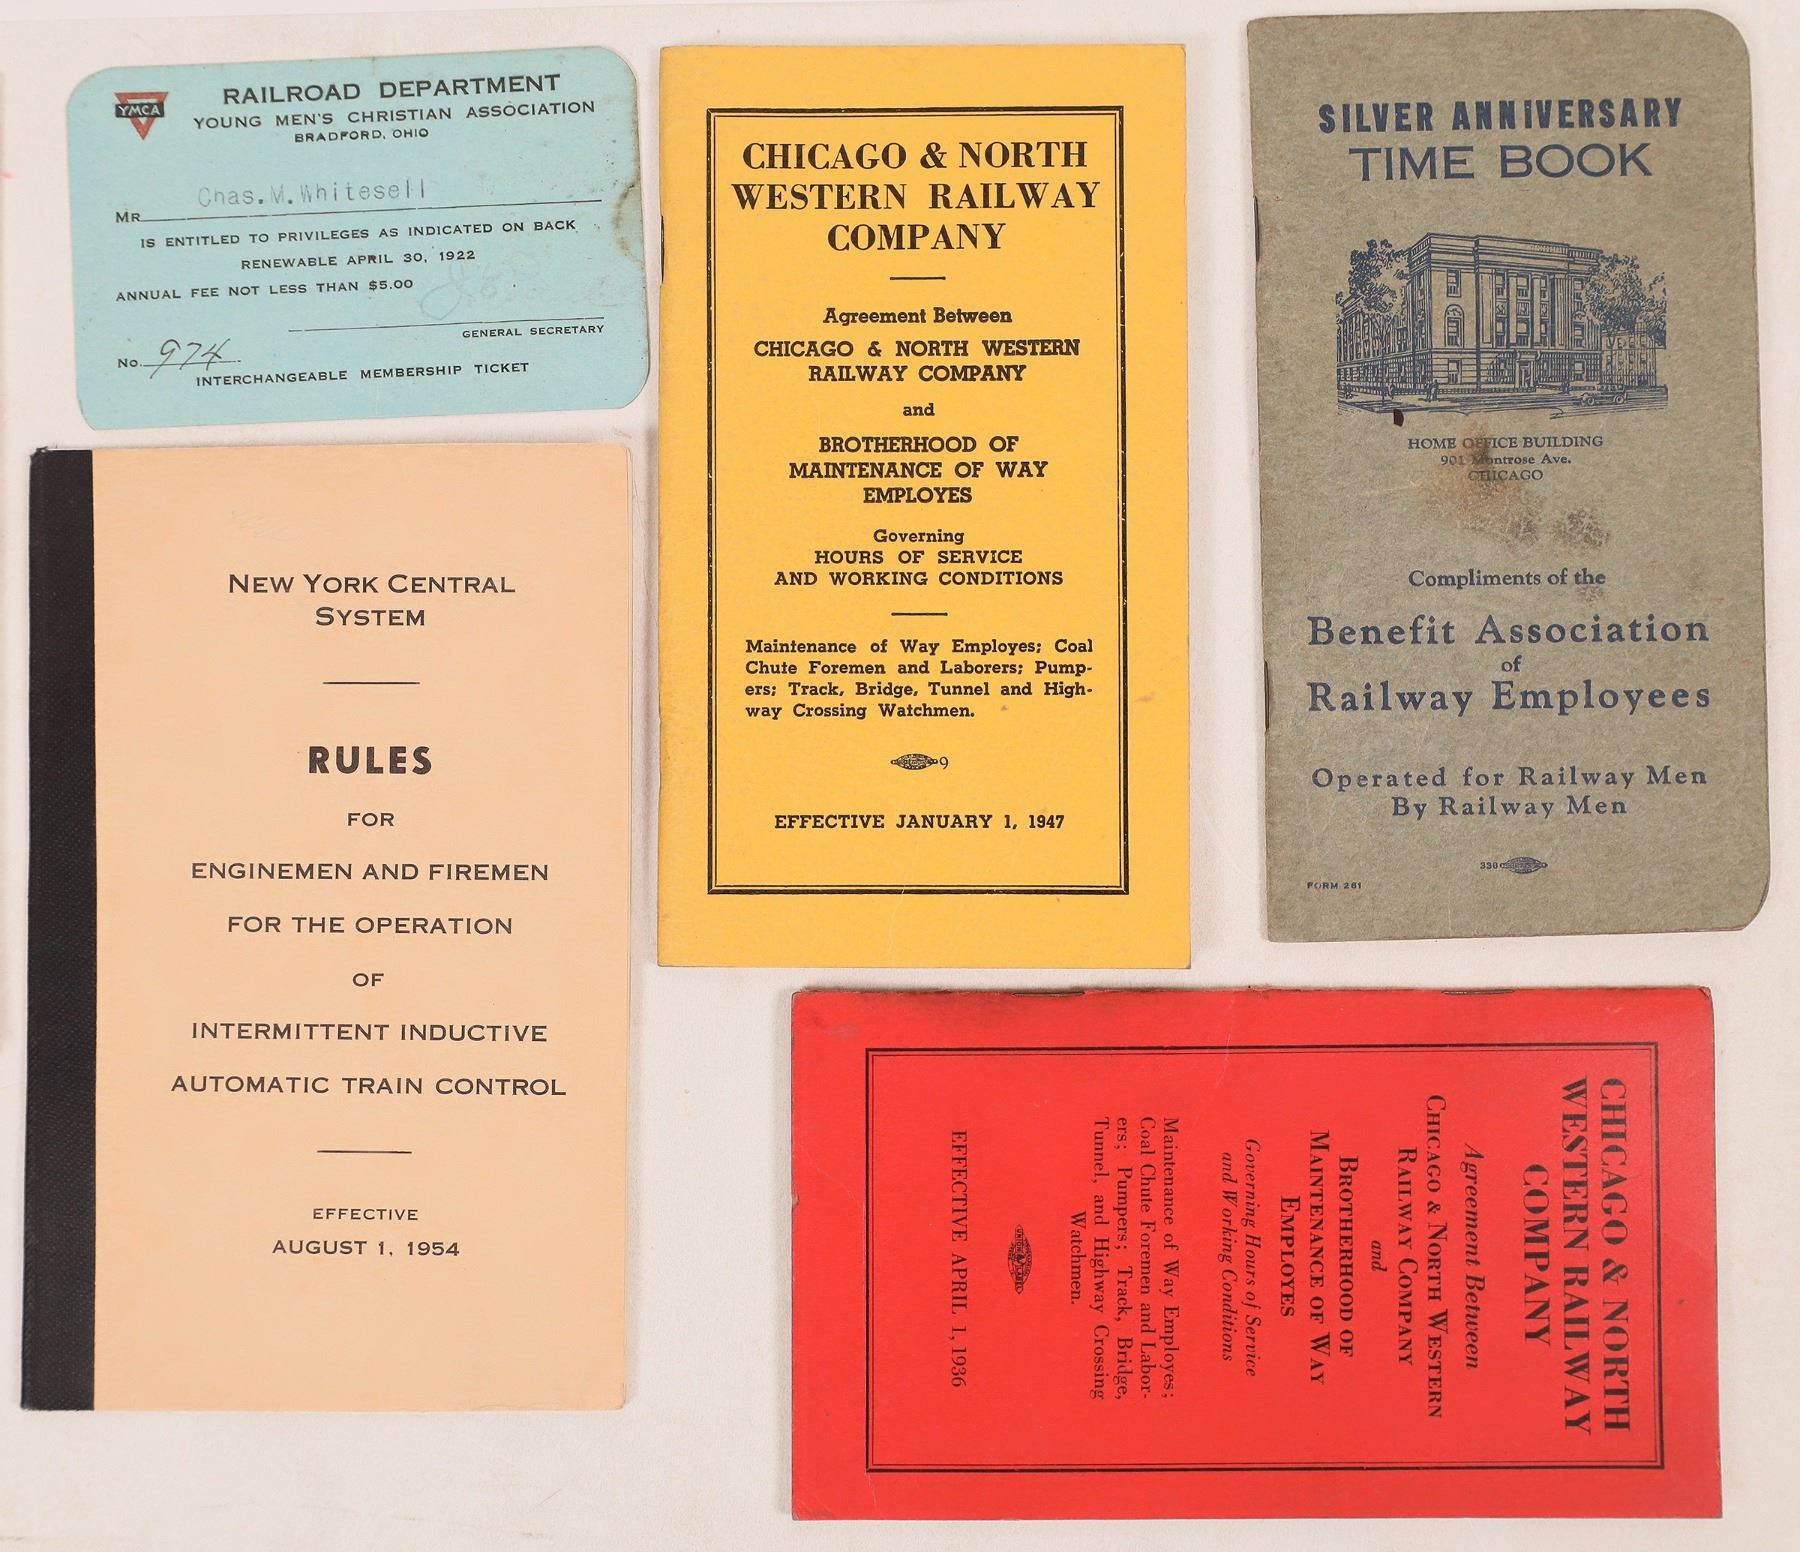 YMCA
RAILROAD DEPARTMENT
YOUNG MEN'S CHRISTIAN ASSOCIATION
BRADFORD, OHIO
MR Chas. M. Whitesell
IS ENTITLED TO PRIVILEGES AS INDICATED ON BACK
RENEWABLE APRIL 30, 1922
ANNUAL FEE NOT LESS THAN $5.00
GENERAL SECRETARY
No. 974
INTERCHANGEABLE MEMBERSHIP TICKET
NEW YORK CENTRAL
SYSTEM
RULES
FOR
ENGINEMEN AND FIREMEN
FOR THE OPERATION
OF
INTERMITTENT INDUCTIVE
AUTOMATIC TRAIN CONTROL
EFFECTIVE
AUGUST 1, 1954
CHICAGO & NORTH
WESTERN RAILWAY
COMPANY
Agreement Between
CHICAGO & NORTH WESTERN
RAILWAY COMPANY
and
BROTHERHOOD OF
MAINTENANCE OF WAY
EMPLOYES
Governing
HOURS OF SERVICE
AND WORKING CONDITIONS
Maintenance of Way Employes; Coal
Chute Foremen and Laborers; Pump-
ers; Track, Bridge, Tunnel and High-
way Crossing Watchmen.
9
EFFECTIVE JANUARY 1, 1947
SILVER ANNIVERSARY
TIME BOOK
HOME OFFICE BUILDING
901 Montrose Ave.
CHICAGO
Compliments of the
Benefit Association
of
Railway Employees
Operated for Railway Men
By Railway Men
338
FORM 261
CHICAGO & NORTH
WESTERN RAILWAY
COMPANY
Agreement Between
CHICAGO & NORTH WESTERN
RAILWAY COMPANY
and
BROTHERHOOD OF
MAINTENANCE OF WAY
EMPLOYES
Governing Hours of Service
and Working Conditions
Maintenance of Way Employes;
Coal Chute Foremen and Labor-
ers; Pumpers; Track, Bridge,
Tunnel, and Highway Crossing
Watchmen.
UNION LABEL
EFFECTIVE APRIL 1, 1936